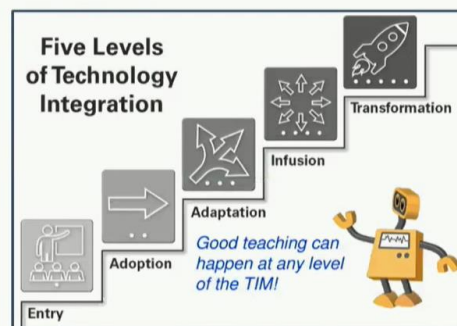 Five Levels
of Technology
Integration
Transformation
Infusion
Adaptation
Adoption
Entry
Good teaching can
happen at any level
of the TIM!